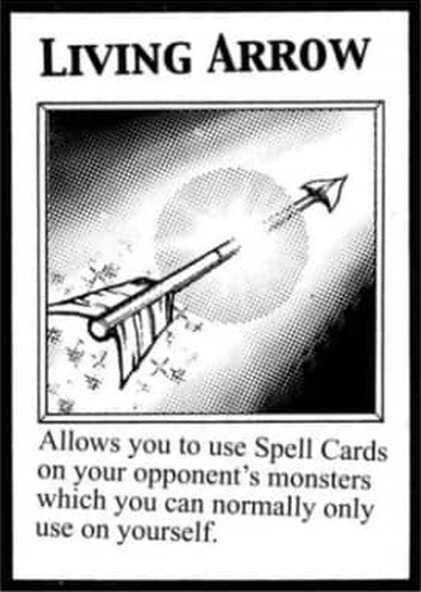 LIVING ARROW
Allows you to use Spell Cards
on your opponent's monsters
which you can normally only
use on yourself.